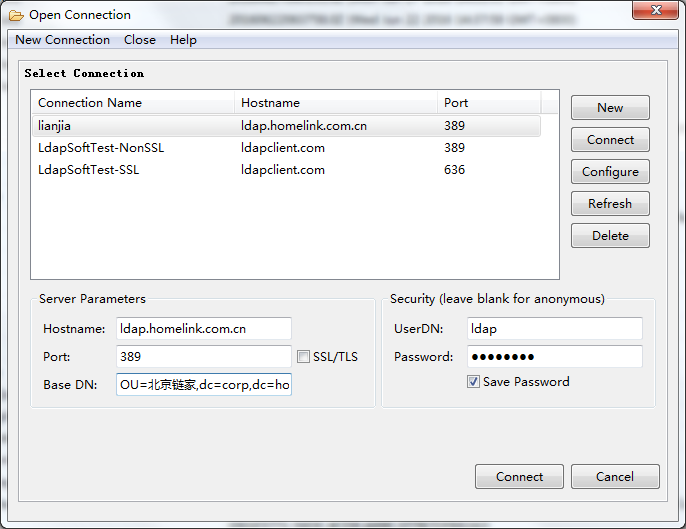 Open Connection
New Connection Close Help
Select Connection
Connection Name Hostname Port
lianjia ldap.homelink.com.cn 389
LdapSoftTest-NonSSL ldapclient.com 389
LdapSoftTest-SSL ldapclient.com 636
New
Connect
Configure
Refresh
Delete
Server Parameters
Hostname: ldap.homelink.com.cn
Port: 389 SSL/TLS
Base DN: OU=北京链家,dc=corp,dc=ho
Security (leave blank for anonymous)
UserDN: ldap
Password: ●●●●●●●●
Save Password
Connect Cancel